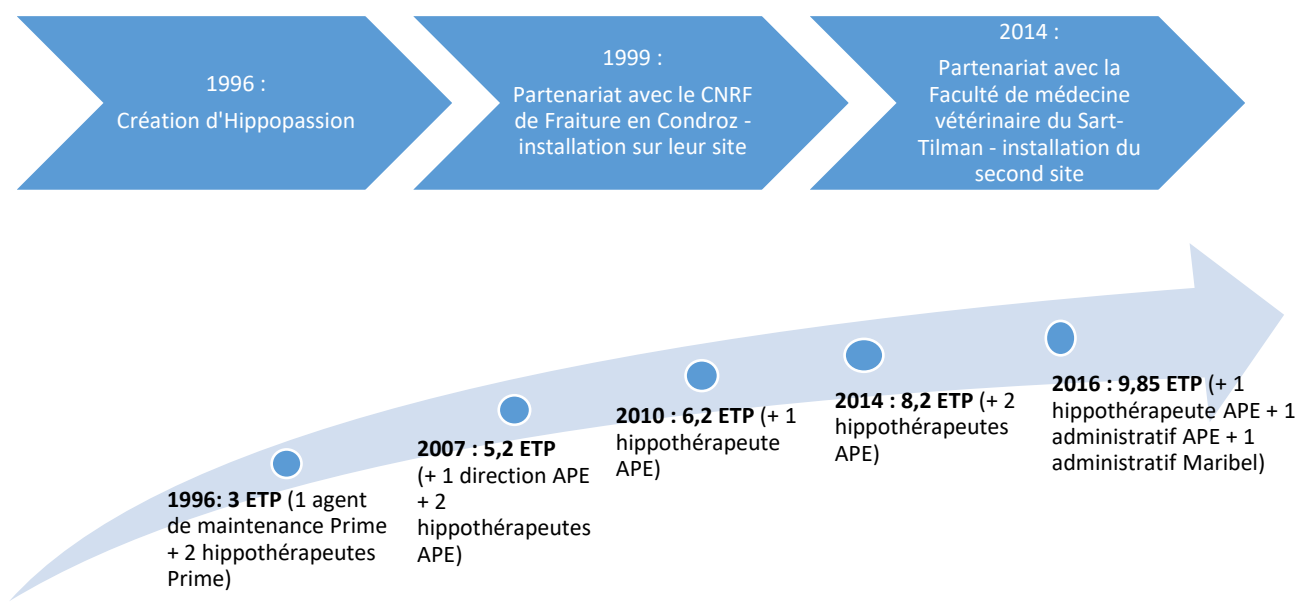 1996 :
Création d'Hippopassion
1999 :
Partenariat avec le CNRF
de Fraiture en Condroz -
installation sur leur site
2014 :
Partenariat avec la
Faculté de médecine
vétérinaire du Sart-
Tilman - installation du
second site
1996: 3 ETP (1 agent
de maintenance Prime
+ 2 hippothérapeutes
Prime)
2007 : 5,2 ETP
(+ 1 direction APE
+ 2
hippothérapeutes
APE)
2010 : 6,2 ETP (+ 1
hippothérapeute
APE)
2014 : 8,2 ETP (+ 2
hippothérapeutes
APE)
2016 : 9,85 ETP (+ 1
hippothérapeute APE + 1
administratif APE + 1
administratif Maribel)